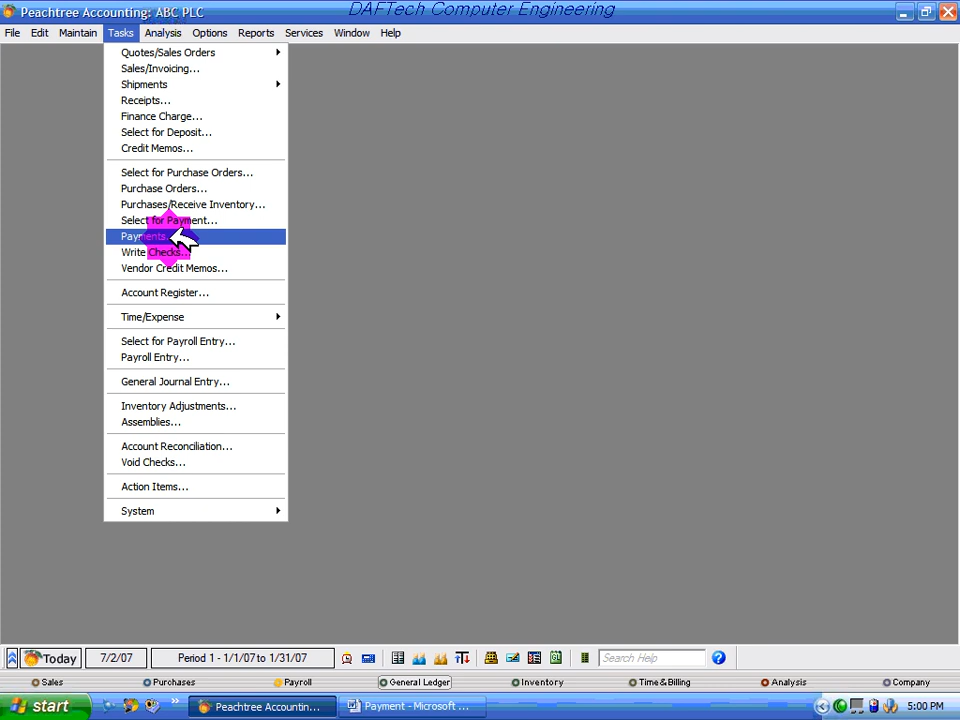 DAFTech Computer Engineering
Peachtree Accounting: ABC PLC
File Edit Maintain Tasks Analysis Options Reports Services Window Help
Quotes/Sales Orders
Sales/Invoicing...
Shipments
Receipts...
Finance Charge...
Select for Deposit...
Credit Memos...
Select for Purchase Orders...
Purchase Orders...
Purchases/Receive Inventory...
Select for Payment...
Payments...
Write Checks...
Vendor Credit Memos...
Account Register...
Time/Expense
Select for Payroll Entry...
Payroll Entry...
General Journal Entry...
Inventory Adjustments...
Assemblies...
Account Reconciliation...
Void Checks...
Action Items...
System
Today 7/2/07 Period 1 - 1/1/07 to 1/31/07 Search Help
Sales Purchases Payroll General Ledger Inventory Time & Billing Analysis Company
start Peachtree Accountin... Payment - Microsoft ... 5:00 PM